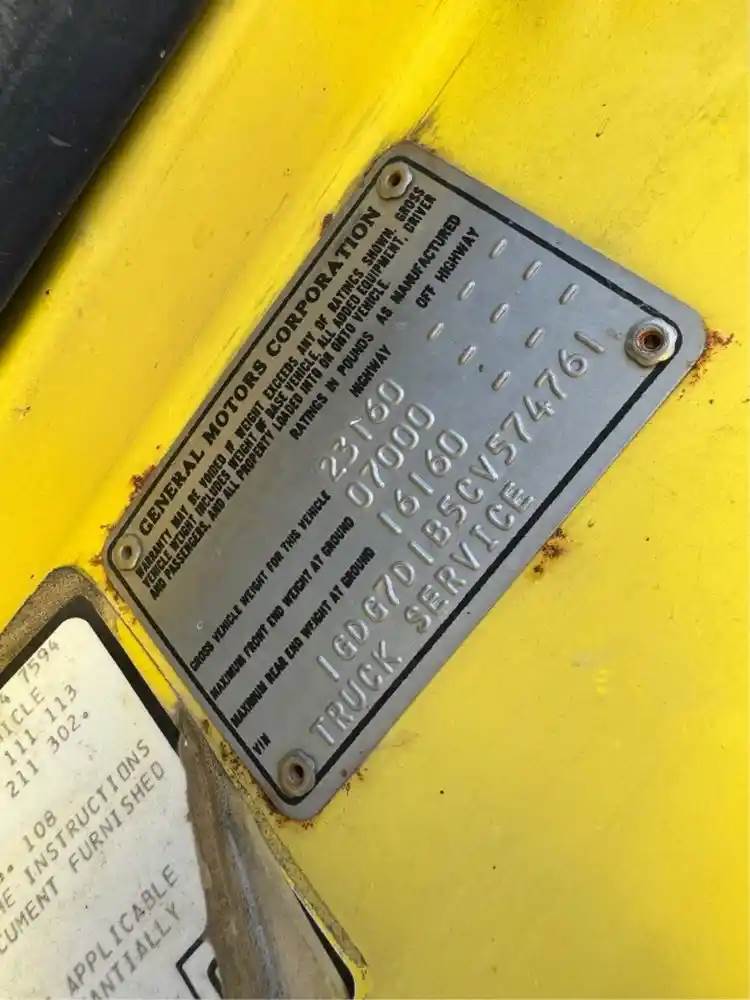 GENERAL MOTORS CORPORATION
WARRANTY MAY BE VOIDED IF WEIGHT EXCEEDS ANY OF RATINGS SHOWN. GROSS
VEHICLE WEIGHT INCLUDES WEIGHT OF BASE VEHICLE, ALL ADDED EQUIPMENT, DRIVER
AND PASSENGERS, AND ALL PROPERTY LOADED INTO OR ONTO VEHICLE.
RATINGS IN POUNDS AS MANUFACTURED
HIGHWAY OFF HIGHWAY
GROSS VEHICLE WEIGHT FOR THIS VEHICLE 23160 - - -
MAXIMUM FRONT END WEIGHT AT GROUND 07000 - - -
MAXIMUM REAR END WEIGHT AT GROUND 16160 - - -
VIN 1GDG7D1B5CV574761
TRUCK SERVICE
7594
111 113
211 302.
108
INSTRUCTIONS
FURNISHED
APPLICABLE